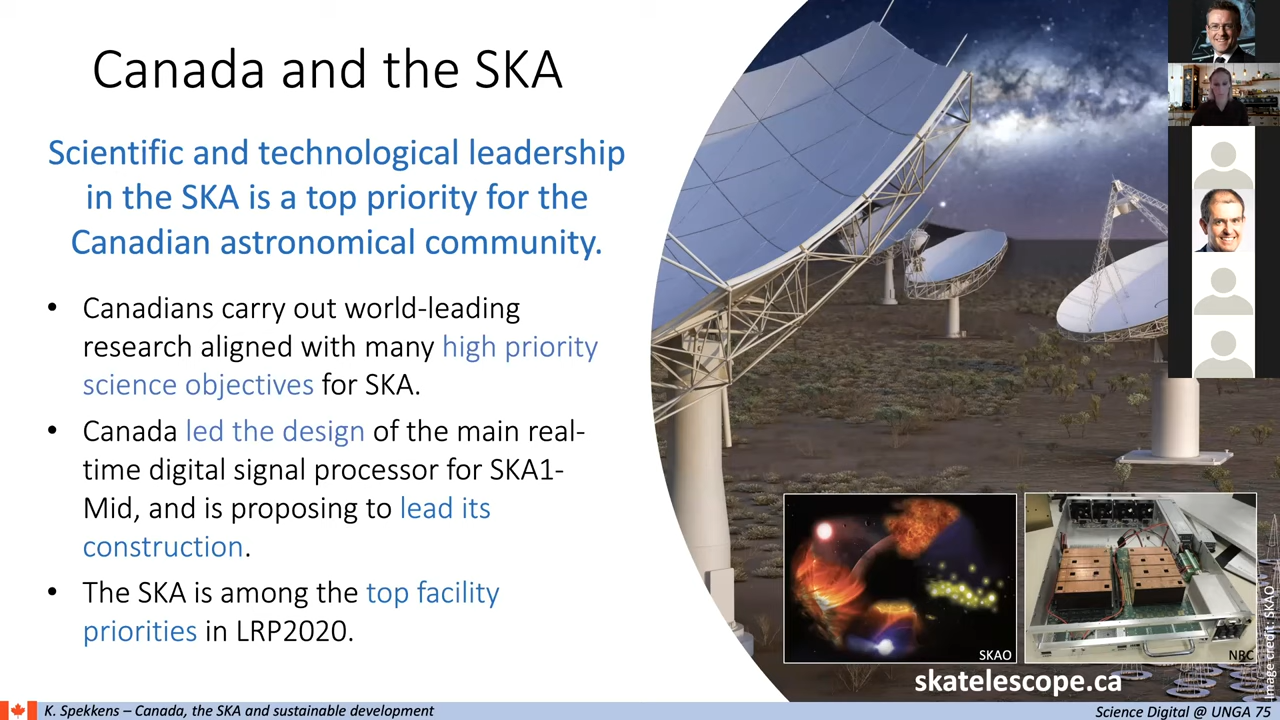 Canada and the SKA
Scientific and technological leadership
in the SKA is a top priority for the
Canadian astronomical community.
• Canadians carry out world-leading
research aligned with many high priority
science objectives for SKA.
• Canada led the design of the main real-
time digital signal processor for SKA1-
Mid, and is proposing to lead its
construction.
• The SKA is among the top facility
priorities in LRP2020.
SKAO
NRC
Image credit: SKAO
skatelescope.ca
K. Spekkens – Canada, the SKA and sustainable development
Science Digital @ UNGA 75